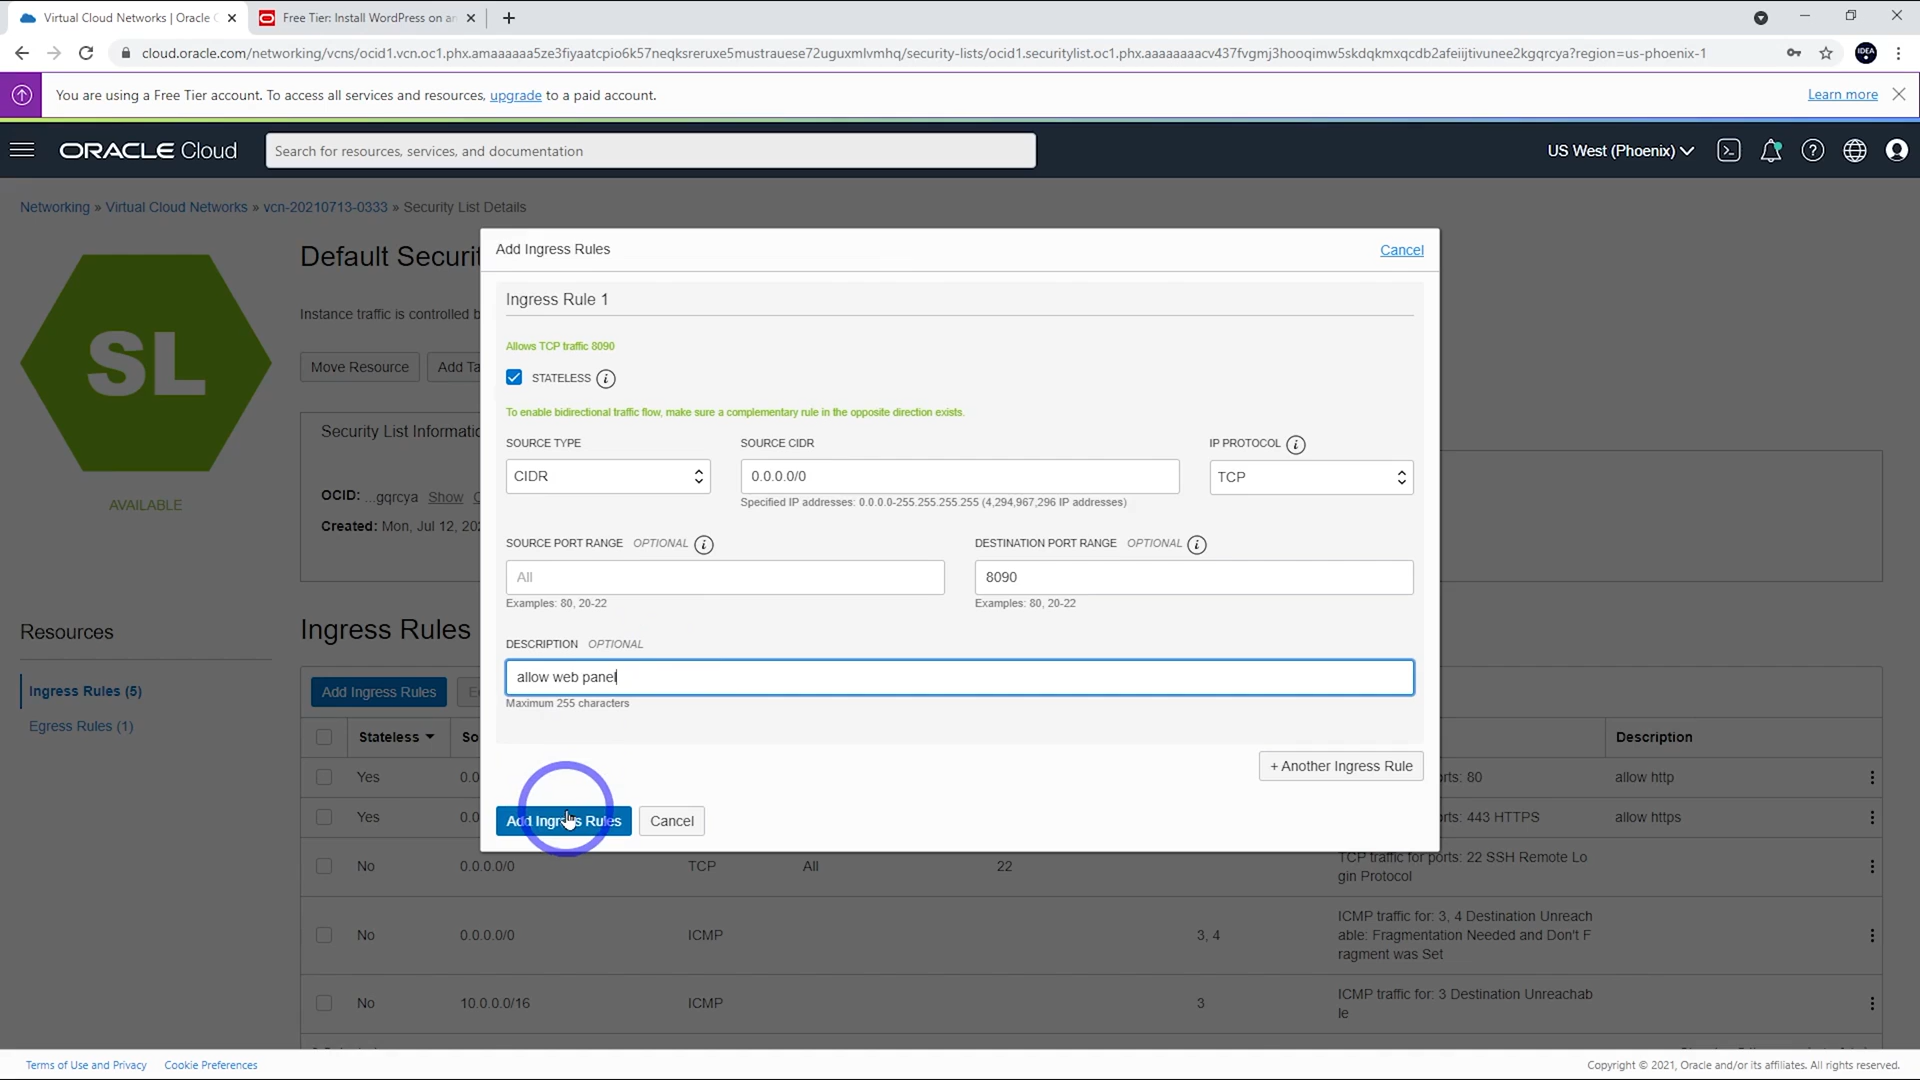 Virtual Cloud Networks | Oracle C
Free Tier: Install WordPress on an
cloud.oracle.com/networking/vcns/ocid1.vcn.oc1.phx.amaaaaaa5ze3fiyaatcpio6k57neqksreruxe5mustrauese72uguxmlvmhq/security-lists/ocid1.securitylist.oc1.phx.aaaaaaaacv437fvgmj3hooqimw5skdqkmxqcdb2afeiijtivunee2kgqrcya?region=us-phoenix-1
IDEA
You are using a Free Tier account. To access all services and resources, upgrade to a paid account.
Learn more
ORACLE Cloud
Search for resources, services, and documentation
US West (Phoenix)
Networking » Virtual Cloud Networks » vcn-20210713-0333 » Security List Details
SL
AVAILABLE
Default Securit
Instance traffic is controlled b
Move Resource
Add Ta
Security List Informatic
OCID: ...gqrcya Show C
Created: Mon, Jul 12, 202
Add Ingress Rules
Cancel
Ingress Rule 1
Allows TCP traffic 8090
STATELESS
To enable bidirectional traffic flow, make sure a complementary rule in the opposite direction exists.
SOURCE TYPE
SOURCE CIDR
IP PROTOCOL
CIDR
0.0.0.0/0
TCP
Specified IP addresses: 0.0.0.0-255.255.255.255 (4,294,967,296 IP addresses)
SOURCE PORT RANGE OPTIONAL
DESTINATION PORT RANGE OPTIONAL
All
8090
Examples: 80, 20-22
Examples: 80, 20-22
DESCRIPTION OPTIONAL
allow web panel
Maximum 255 characters
+ Another Ingress Rule
Add Ingress Rules
Cancel
Resources
Ingress Rules (5)
Egress Rules (1)
Ingress Rules
Add Ingress Rules
E
Stateless
So
Description
Yes
0.0
rts: 80
allow http
Yes
0.0
rts: 443 HTTPS
allow https
No
0.0.0.0/0
TCP
All
22
TCP traffic for ports: 22 SSH Remote Lo
gin Protocol
No
0.0.0.0/0
ICMP
3, 4
ICMP traffic for: 3, 4 Destination Unreach
able: Fragmentation Needed and Don't F
ragment was Set
No
10.0.0.0/16
ICMP
3
ICMP traffic for: 3 Destination Unreachab
le
Terms of Use and Privacy
Cookie Preferences
Copyright © 2021, Oracle and/or its affiliates. All rights reserved.